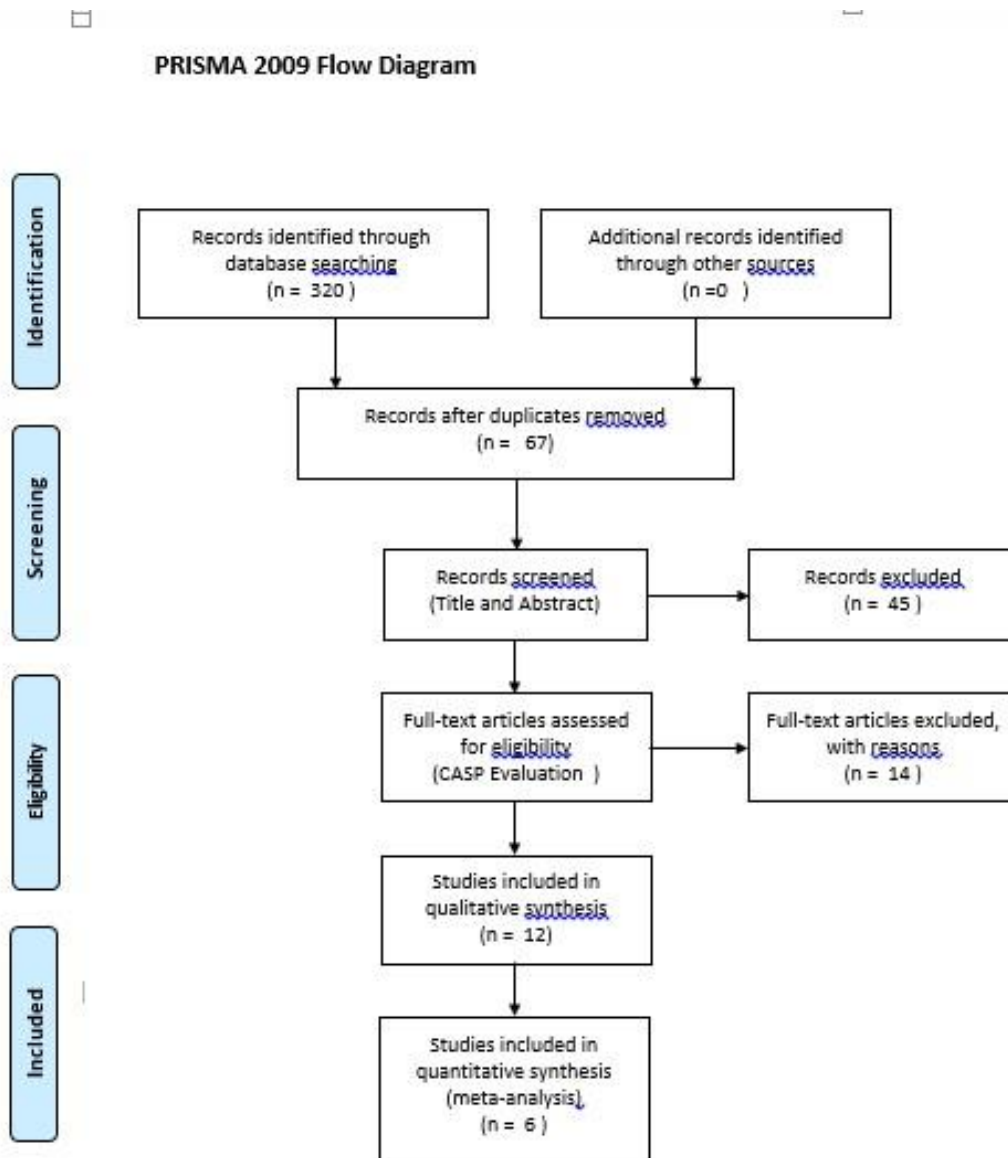 PRISMA 2009 Flow Diagram
Identification
Records identified through
database searching
(n = 320 )
Additional records identified
through other sources
(n =0 )
Records after duplicates removed
(n = 67)
Screening
Records screened
(Title and Abstract)
Records excluded
(n = 45 )
Eligibility
Full-text articles assessed
for eligibility
(CASP Evaluation )
Full-text articles excluded,
with reasons
(n = 14 )
Studies included in
qualitative synthesis
(n = 12)
Included
Studies included in
quantitative synthesis
(meta-analysis)
(n = 6 )